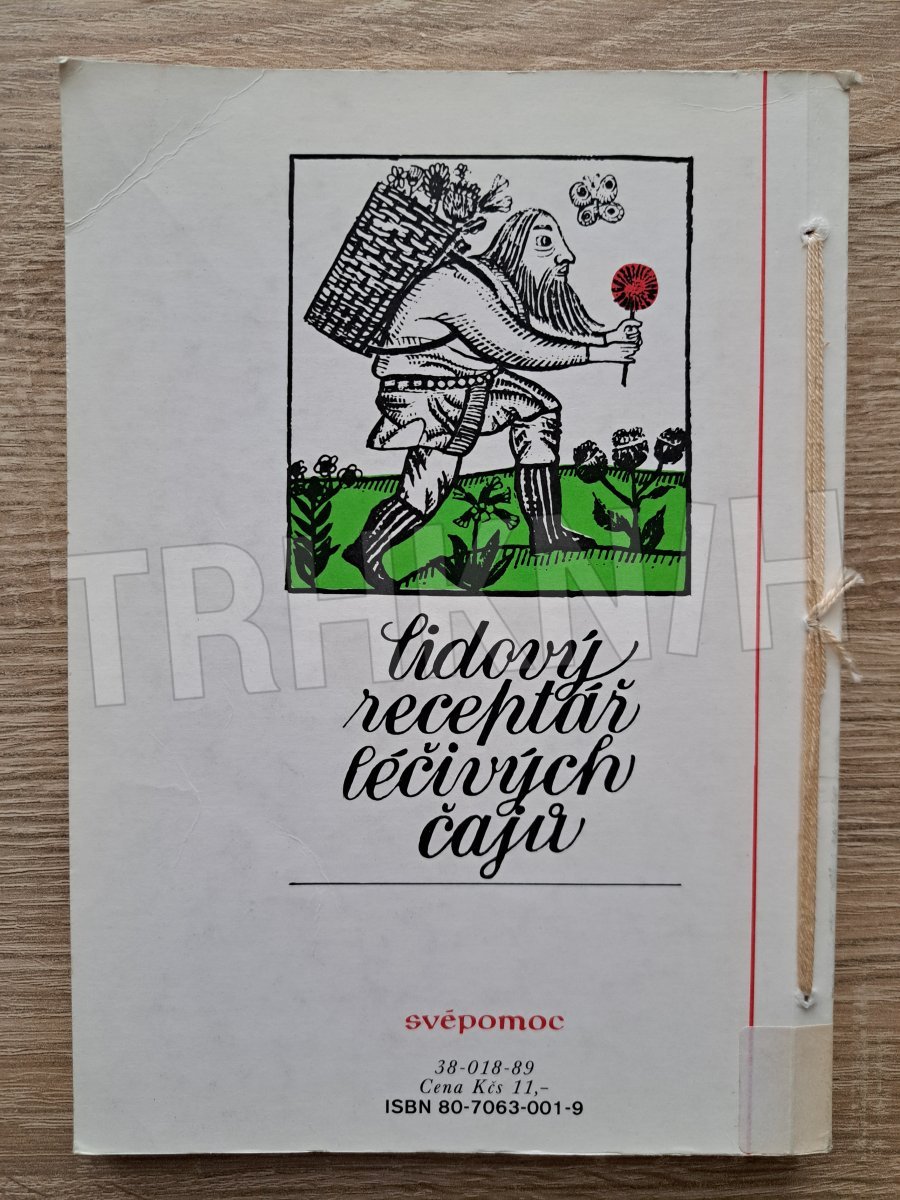 TRHKNIH
lidový
receptář
léčivých
čajů
svépomoc
38-018-89
Cena Kčs 11,-
ISBN 80-7063-001-9